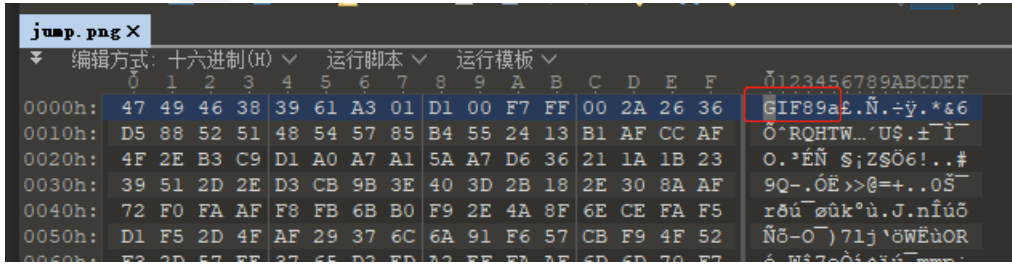 jump.png ×
编辑方式: 十六进制(H) 运行脚本 运行模板
0 1 2 3 4 5 6 7 8 9 A B C D E F 0123456789ABCDEF
0000h: 47 49 46 38 39 61 A3 01 D1 00 F7 FF 00 2A 26 36 GIF89a£.Ñ.÷ÿ.*&6
0010h: D5 88 52 51 48 54 57 85 B4 55 24 13 B1 AF CC AF ÕˆRQHTW…´U$.±¯Ì¯
0020h: 4F 2E B3 C9 D1 A0 A7 A1 5A A7 D6 36 21 1A 1B 23 O.³ÉÑ §¡Z§Ö6!..#
0030h: 39 51 2D 2E D3 CB 9B 3E 40 3D 2B 18 2E 30 8A AF 9Q-.ÓË›>@=+..0Š¯
0040h: 72 F0 FA AF F8 FB 6B B0 F9 2E 4A 8F 6E CE FA F5 rðú¯øûk°ù.J.nÎúõ
0050h: D1 F5 2D 4F AF 29 37 6C 6A 91 F6 57 CB F9 4F 52 Ñõ-O¯)7lj‘öWËùOR